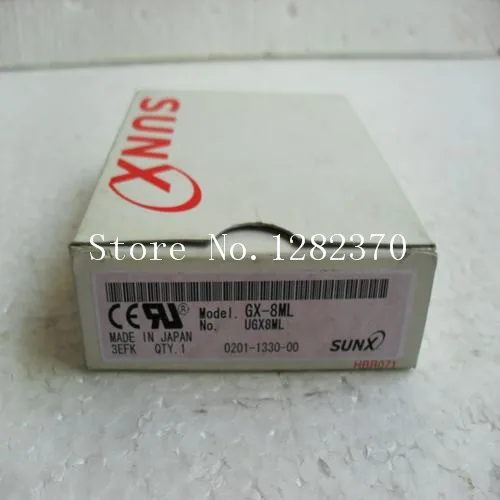 SUNX
Store No. 1282370
Model. GX-8ML
No. UGX8ML
MADE IN JAPAN
3EFK QTY.1
0201-1330-00
SUNX
HBB071